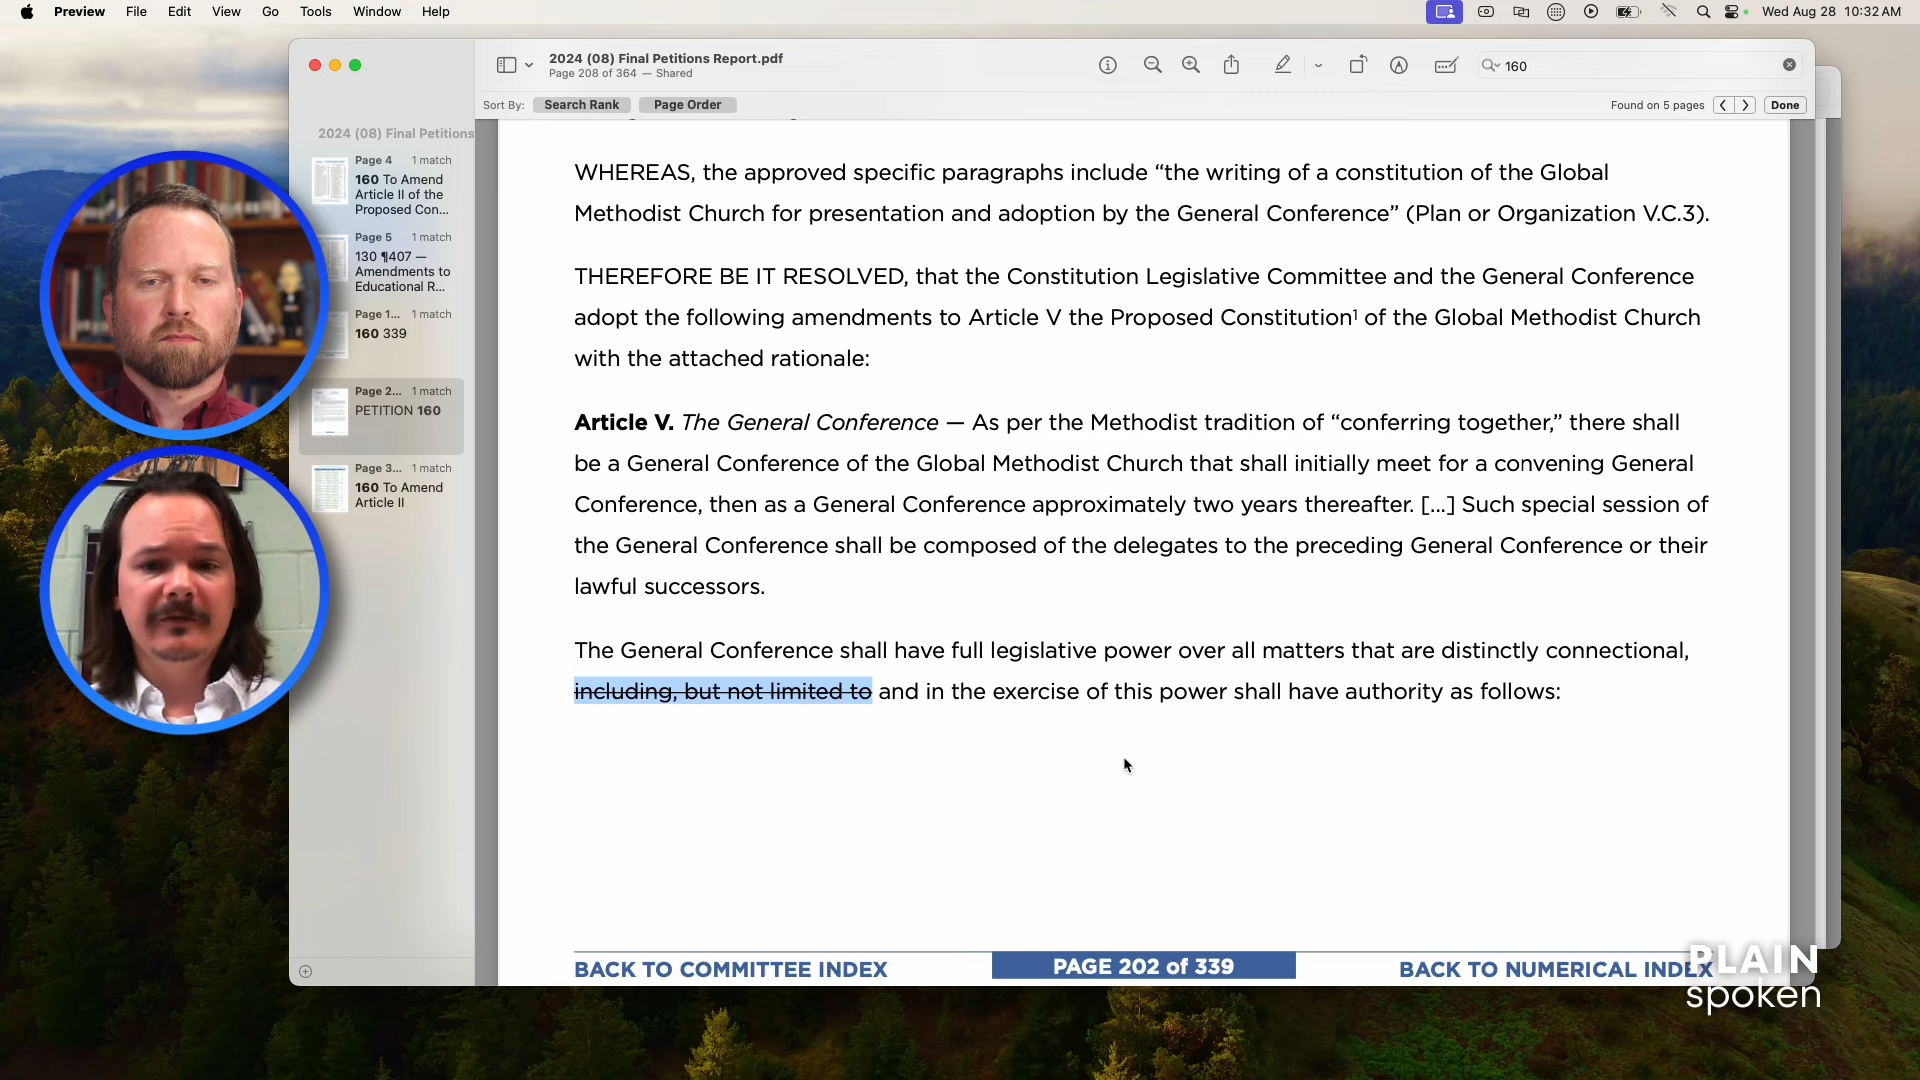 Preview File Edit View Go Tools Window Help
Wed Aug 28 10:32 AM
2024 (08) Final Petitions Report.pdf
Page 208 of 364 — Shared
160
Sort By: Search Rank Page Order
Found on 5 pages
Done
2024 (08) Final Petitions
Page 4 1 match
160 To Amend
Article II of the
Proposed Con...
Page 5 1 match
130 ¶407 —
Amendments to
Educational R...
Page 1... 1 match
160 339
Page 2... 1 match
PETITION 160
Page 3... 1 match
160 To Amend
Article II
WHEREAS, the approved specific paragraphs include “the writing of a constitution of the Global
Methodist Church for presentation and adoption by the General Conference” (Plan or Organization V.C.3).
THEREFORE BE IT RESOLVED, that the Constitution Legislative Committee and the General Conference
adopt the following amendments to Article V the Proposed Constitution¹ of the Global Methodist Church
with the attached rationale:
Article V. The General Conference — As per the Methodist tradition of “conferring together,” there shall
be a General Conference of the Global Methodist Church that shall initially meet for a convening General
Conference, then as a General Conference approximately two years thereafter. [...] Such special session of
the General Conference shall be composed of the delegates to the preceding General Conference or their
lawful successors.
The General Conference shall have full legislative power over all matters that are distinctly connectional,
including, but not limited to and in the exercise of this power shall have authority as follows:
BACK TO COMMITTEE INDEX
PAGE 202 of 339
BACK TO NUMERICAL INDEX
PLAIN
spoken